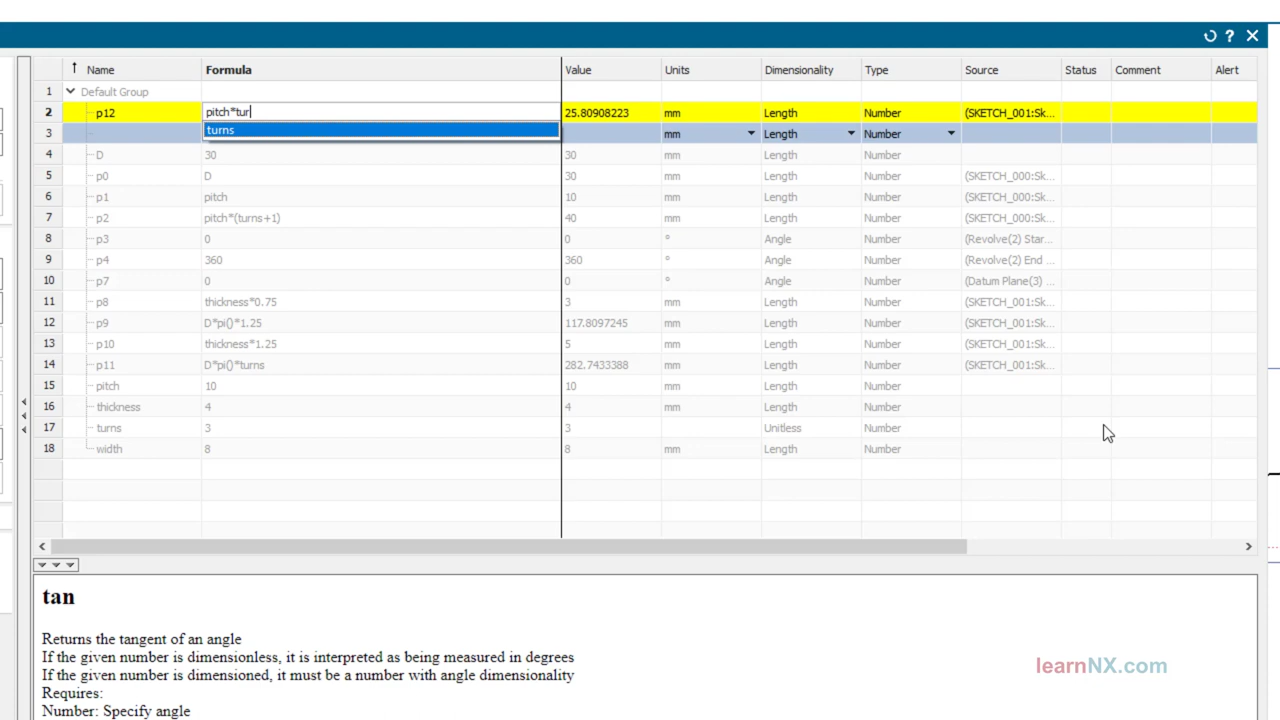 ?
↑ Name Formula Value Units Dimensionality Type Source Status Comment Alert
1 Default Group
2 p12 pitch*tur 25.80908223 mm Length Number (SKETCH_001:Sk...
turns
3 mm Length Number
4 D 30 30 mm Length Number
5 p0 D 30 mm Length Number (SKETCH_000:Sk...
6 p1 pitch 10 mm Length Number (SKETCH_000:Sk...
7 p2 pitch*(turns+1) 40 mm Length Number (SKETCH_000:Sk...
8 p3 0 0 ° Angle Number (Revolve(2) Star...
9 p4 360 360 ° Angle Number (Revolve(2) End ...
10 p7 0 0 ° Angle Number (Datum Plane(3) ...
11 p8 thickness*0.75 3 mm Length Number (SKETCH_001:Sk...
12 p9 D*pi()*1.25 117.8097245 mm Length Number (SKETCH_001:Sk...
13 p10 thickness*1.25 5 mm Length Number (SKETCH_001:Sk...
14 p11 D*pi()*turns 282.7433388 mm Length Number (SKETCH_001:Sk...
15 pitch 10 10 mm Length Number
16 thickness 4 4 mm Length Number
17 turns 3 3 Unitless Number
18 width 8 8 mm Length Number
tan
Returns the tangent of an angle
If the given number is dimensionless, it is interpreted as being measured in degrees
If the given number is dimensioned, it must be a number with angle dimensionality
learnNX.com
Requires:
Number: Specify angle